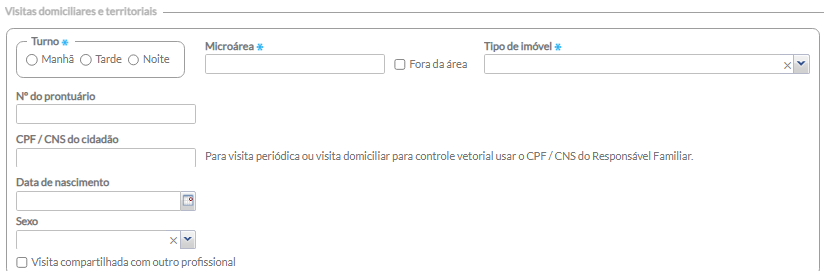 Visitas domiciliares e territoriais
Turno *
Manhã Tarde Noite
Microárea *
Fora da área
Tipo de imóvel *
Nº do prontuário
CPF / CNS do cidadão
Para visita periódica ou visita domiciliar para controle vetorial usar o CPF / CNS do Responsável Familiar.
Data de nascimento
Sexo
Visita compartilhada com outro profissional